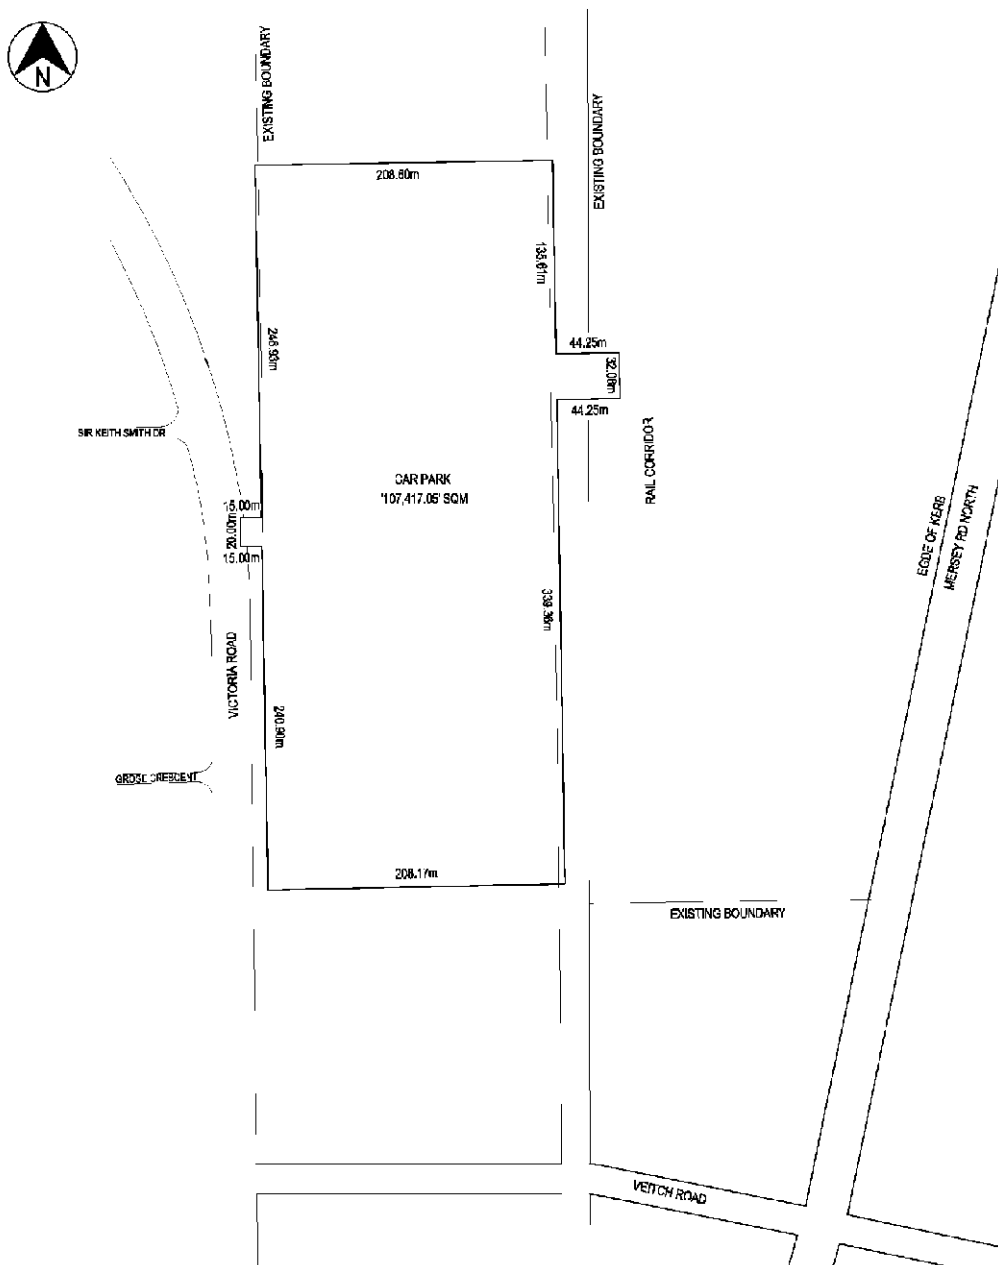 N
EXISTING BOUNDARY
EXISTING BOUNDARY
208.60m
135.61m
246.93m
44.25m
32.08m
44.25m
SIR KEITH SMITH DR
RAIL CORRIDOR
CAR PARK
'107,417.05' SQM
15.00m
20.00m
15.00m
EGDE OF KERB
MERSEY RD NORTH
339.36m
VICTORIA ROAD
240.90m
GROSE CRESCENT
208.17m
EXISTING BOUNDARY
VEITCH ROAD